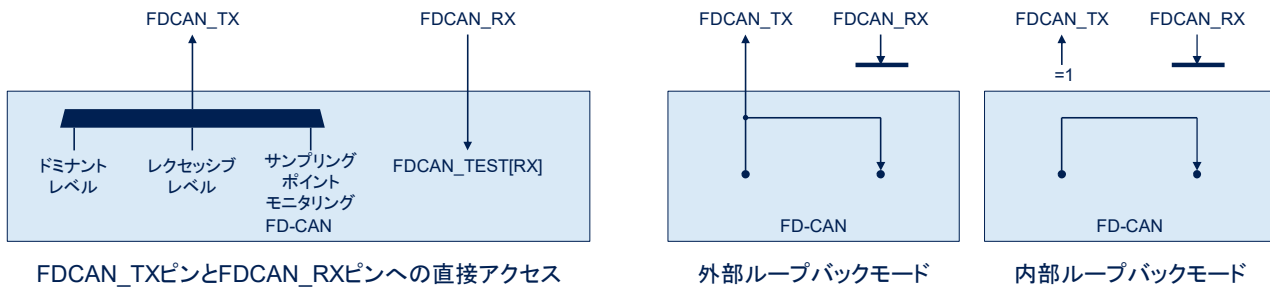 FDCAN_TX
FDCAN_RX
ドミナント
レベル
レクセッシブ
レベル
サンプリング
ポイント
モニタリング
FDCAN_TEST[RX]
FD-CAN
FDCAN_TXピンとFDCAN_RXピンへの直接アクセス
FDCAN_TX
FDCAN_RX
FD-CAN
外部ループバックモード
FDCAN_TX
FDCAN_RX
=1
FD-CAN
内部ループバックモード